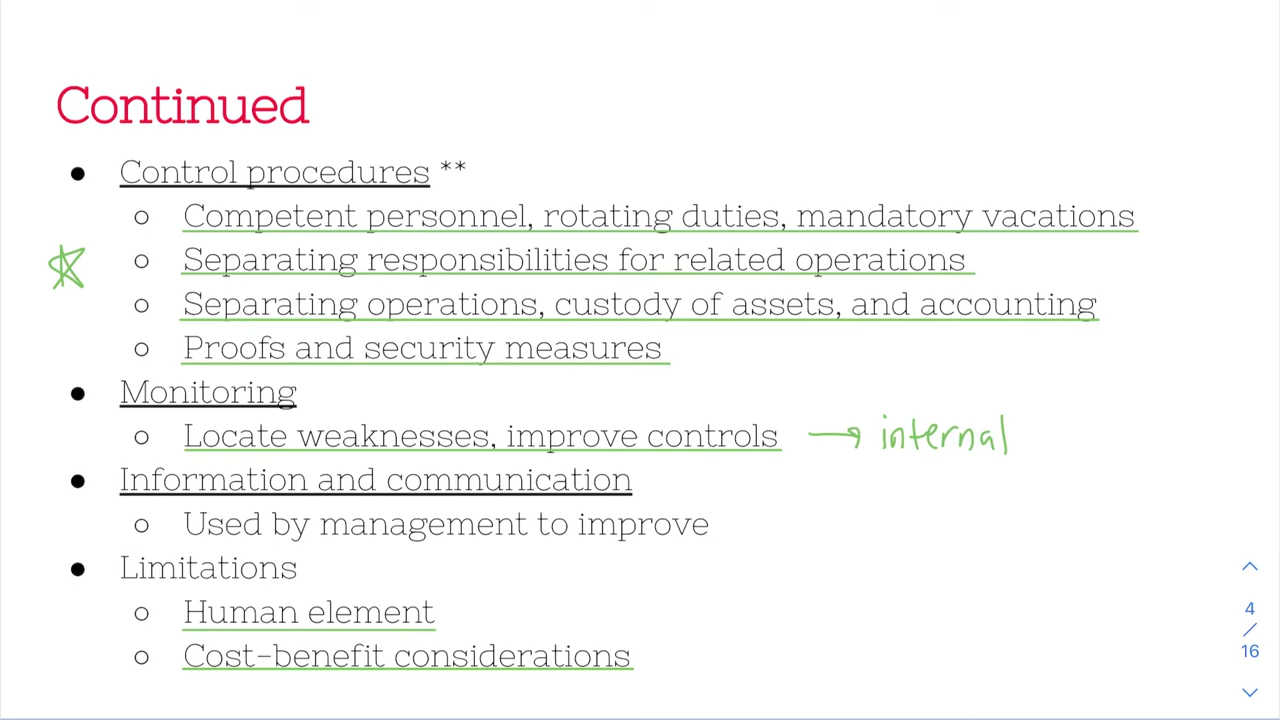 Continued
● Control procedures **
○ Competent personnel, rotating duties, mandatory vacations
○ Separating responsibilities for related operations
○ Separating operations, custody of assets, and accounting
○ Proofs and security measures
● Monitoring
○ Locate weaknesses, improve controls → internal
● Information and communication
○ Used by management to improve
● Limitations
○ Human element
○ Cost-benefit considerations
4
/
16